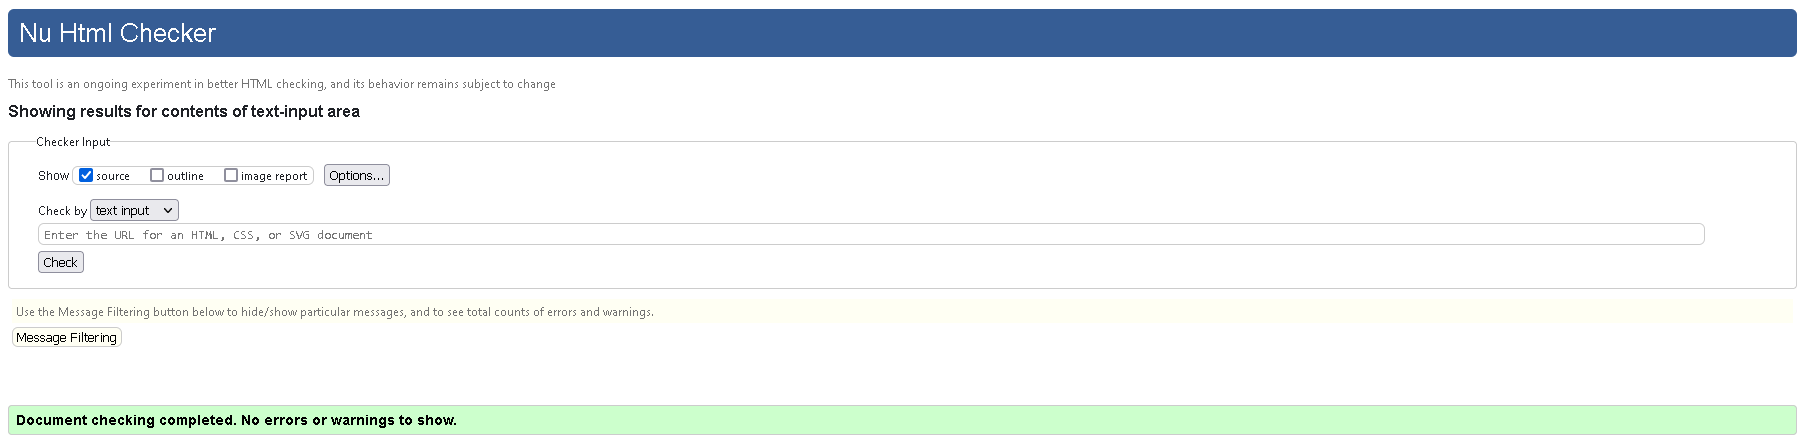 Nu Html Checker
This tool is an ongoing experiment in better HTML checking, and its behavior remains subject to change
Showing results for contents of text-input area
Checker Input
Show source outline image report Options...
Check by text input
Enter the URL for an HTML, CSS, or SVG document
Check
Use the Message Filtering button below to hide/show particular messages, and to see total counts of errors and warnings.
Message Filtering
Document checking completed. No errors or warnings to show.